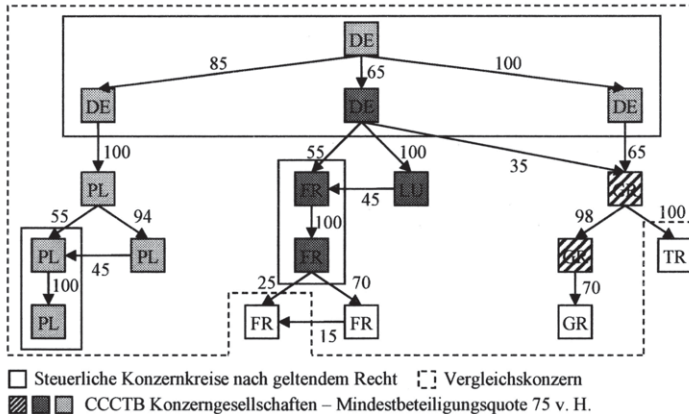 DE
85
65
100
DE
DE
DE
100
55
100
35
65
PL
FR
45
LU
GR
55
94
100
98
100
PL
45
PL
FR
GR
TR
100
25
70
70
PL
FR
15
FR
GR
Steuerliche Konzernkreise nach geltendem Recht
Vergleichskonzern
CCCTB Konzerngesellschaften – Mindestbeteiligungsquote 75 v. H.